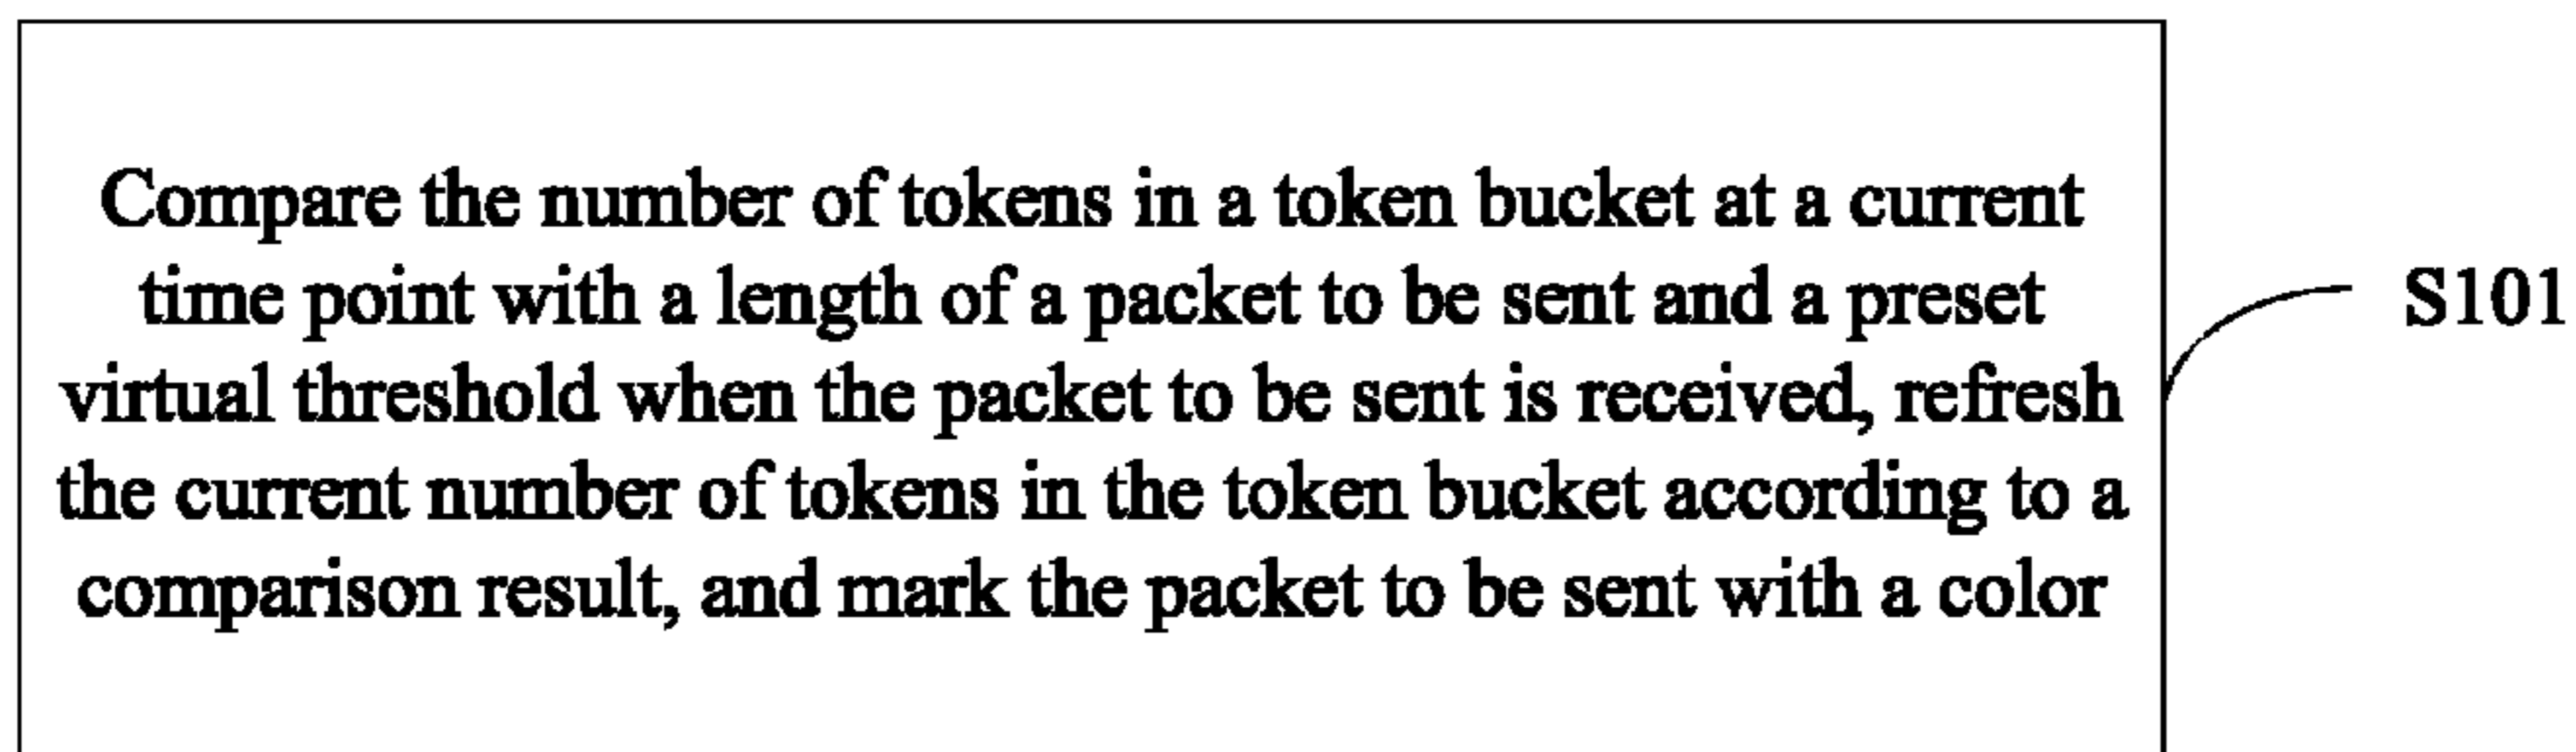 Compare the number of tokens in a token bucket at a current
time point with a length of a packet to be sent and a preset
virtual threshold when the packet to be sent is received, refresh
the current number of tokens in the token bucket according to a
comparison result, and mark the packet to be sent with a color
S101